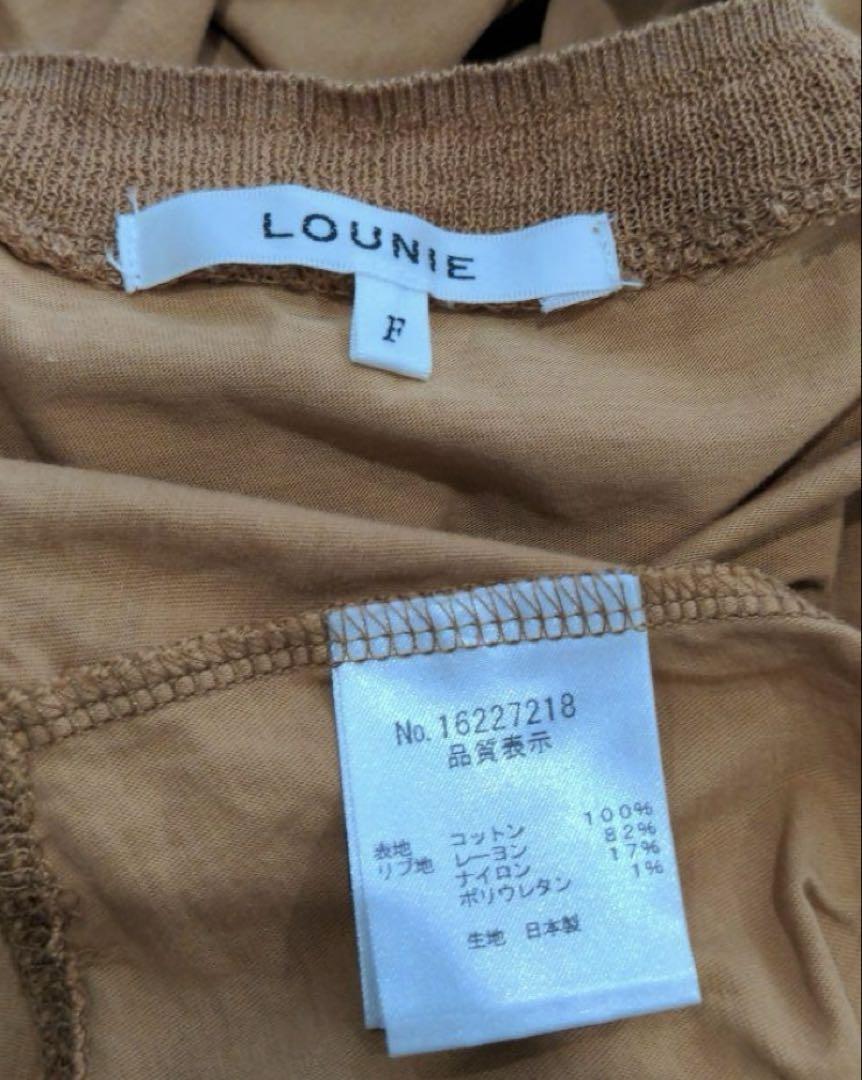 LOUNIE
F
No. 16227218
品質表示
表地 コットン 100%
リブ地 レーヨン 82%
ナイロン 17%
ポリウレタン 1%
生地 日本製